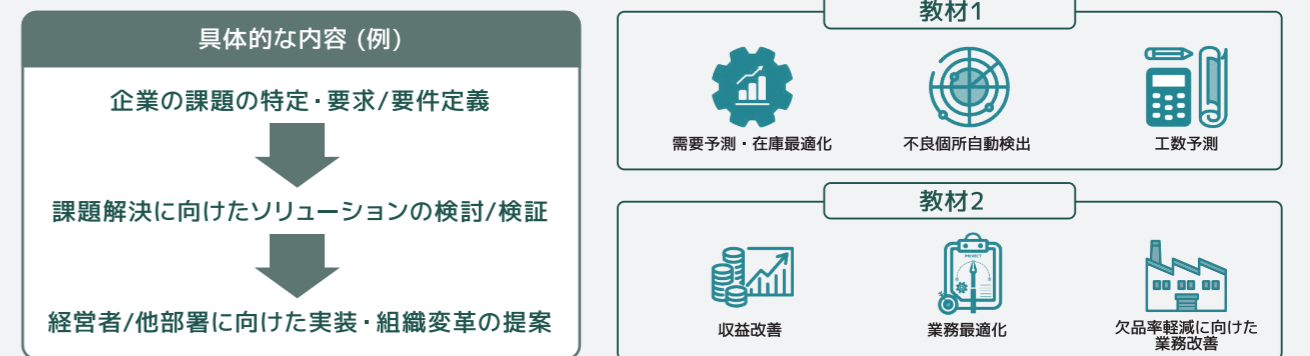 具体的な内容 (例)
企業の課題の特定・要求/要件定義
課題解決に向けたソリューションの検討/検証
経営者/他部署に向けた実装・組織変革の提案
教材1
需要予測・在庫最適化
不良個所自動検出
工数予測
教材2
PROJECT
収益改善
業務最適化
欠品率軽減に向けた
業務改善